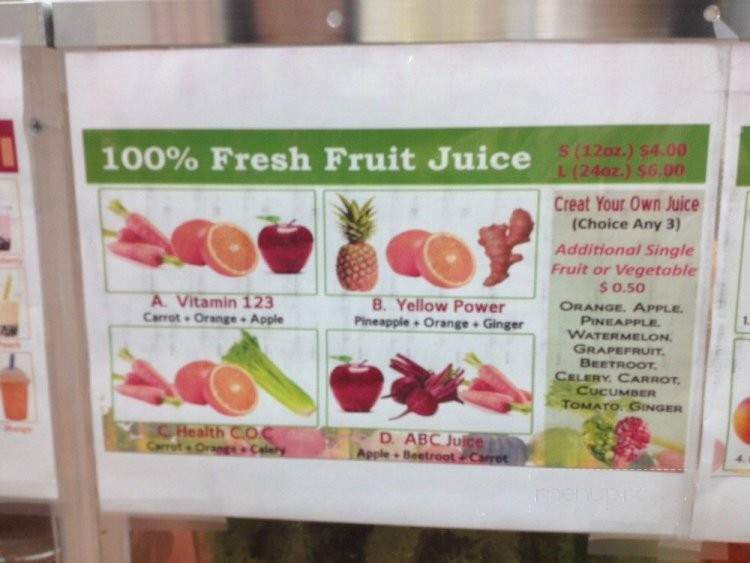 100% Fresh Fruit Juice
S (12oz.) $4.00
L (24oz.) $6.00
A. Vitamin 123
Carrot + Orange + Apple
B. Yellow Power
Pineapple + Orange + Ginger
C. Health C.O.C
Carrot + Orange + Celery
D. ABC Juice
Apple + Beetroot + Carrot
Creat Your Own Juice
(Choice Any 3)
Additional Single
Fruit or Vegetable
$ 0.50
ORANGE, APPLE,
PINEAPPLE,
WATERMELON,
GRAPEFRUIT,
BEETROOT,
CELERY, CARROT,
CUCUMBER
TOMATO, GINGER
1.
4.